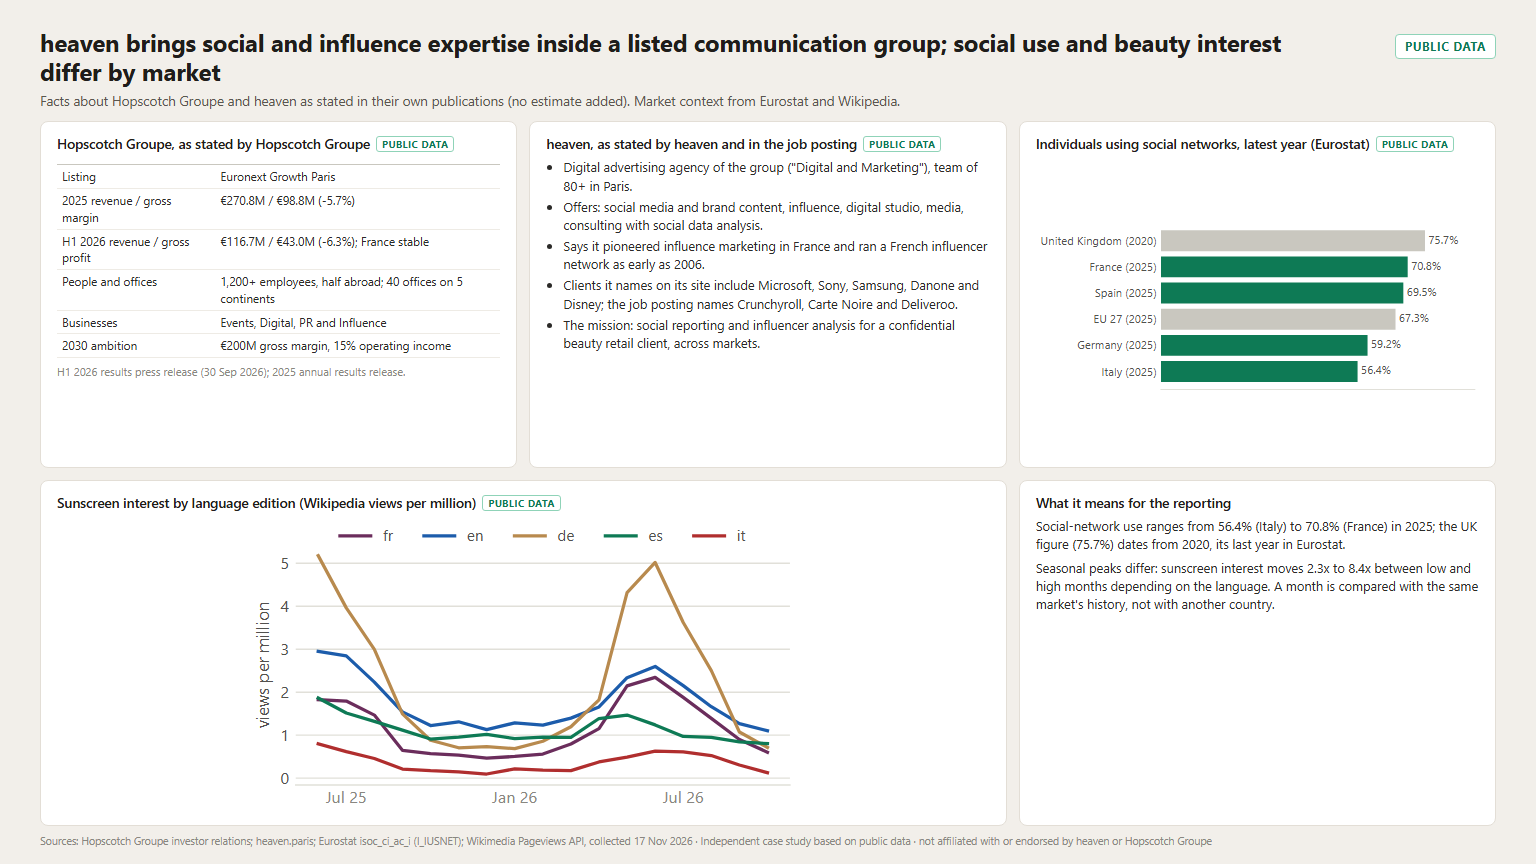 heaven brings social and influence expertise inside a listed communication group; social use and beauty interest
differ by market
PUBLIC DATA
Facts about Hopscotch Groupe and heaven as stated in their own publications (no estimate added). Market context from Eurostat and Wikipedia.
Hopscotch Groupe, as stated by Hopscotch Groupe PUBLIC DATA
Listing Euronext Growth Paris
2025 revenue / gross margin €270.8M / €98.8M (-5.7%)
H1 2026 revenue / gross profit €116.7M / €43.0M (-6.3%); France stable
People and offices 1,200+ employees, half abroad; 40 offices on 5 continents
Businesses Events, Digital, PR and Influence
2030 ambition €200M gross margin, 15% operating income
H1 2026 results press release (30 Sep 2026); 2025 annual results release.
heaven, as stated by heaven and in the job posting PUBLIC DATA
• Digital advertising agency of the group ("Digital and Marketing"), team of
80+ in Paris.
• Offers: social media and brand content, influence, digital studio, media,
consulting with social data analysis.
• Says it pioneered influence marketing in France and ran a French influencer
network as early as 2006.
• Clients it names on its site include Microsoft, Sony, Samsung, Danone and
Disney; the job posting names Crunchyroll, Carte Noire and Deliveroo.
• The mission: social reporting and influencer analysis for a confidential
beauty retail client, across markets.
Individuals using social networks, latest year (Eurostat) PUBLIC DATA
United Kingdom (2020) 75.7%
France (2025) 70.8%
Spain (2025) 69.5%
EU 27 (2025) 67.3%
Germany (2025) 59.2%
Italy (2025) 56.4%
Sunscreen interest by language edition (Wikipedia views per million) PUBLIC DATA
fr en de es it
views per million
5
4
3
2
1
0
Jul 25 Jan 26 Jul 26
What it means for the reporting
Social-network use ranges from 56.4% (Italy) to 70.8% (France) in 2025; the UK
figure (75.7%) dates from 2020, its last year in Eurostat.
Seasonal peaks differ: sunscreen interest moves 2.3x to 8.4x between low and
high months depending on the language. A month is compared with the same
market's history, not with another country.
Sources: Hopscotch Groupe investor relations; heaven.paris; Eurostat isoc_ci_ac_i (I_IUSNET); Wikimedia Pageviews API, collected 17 Nov 2026 · Independent case study based on public data · not affiliated with or endorsed by heaven or Hopscotch Groupe